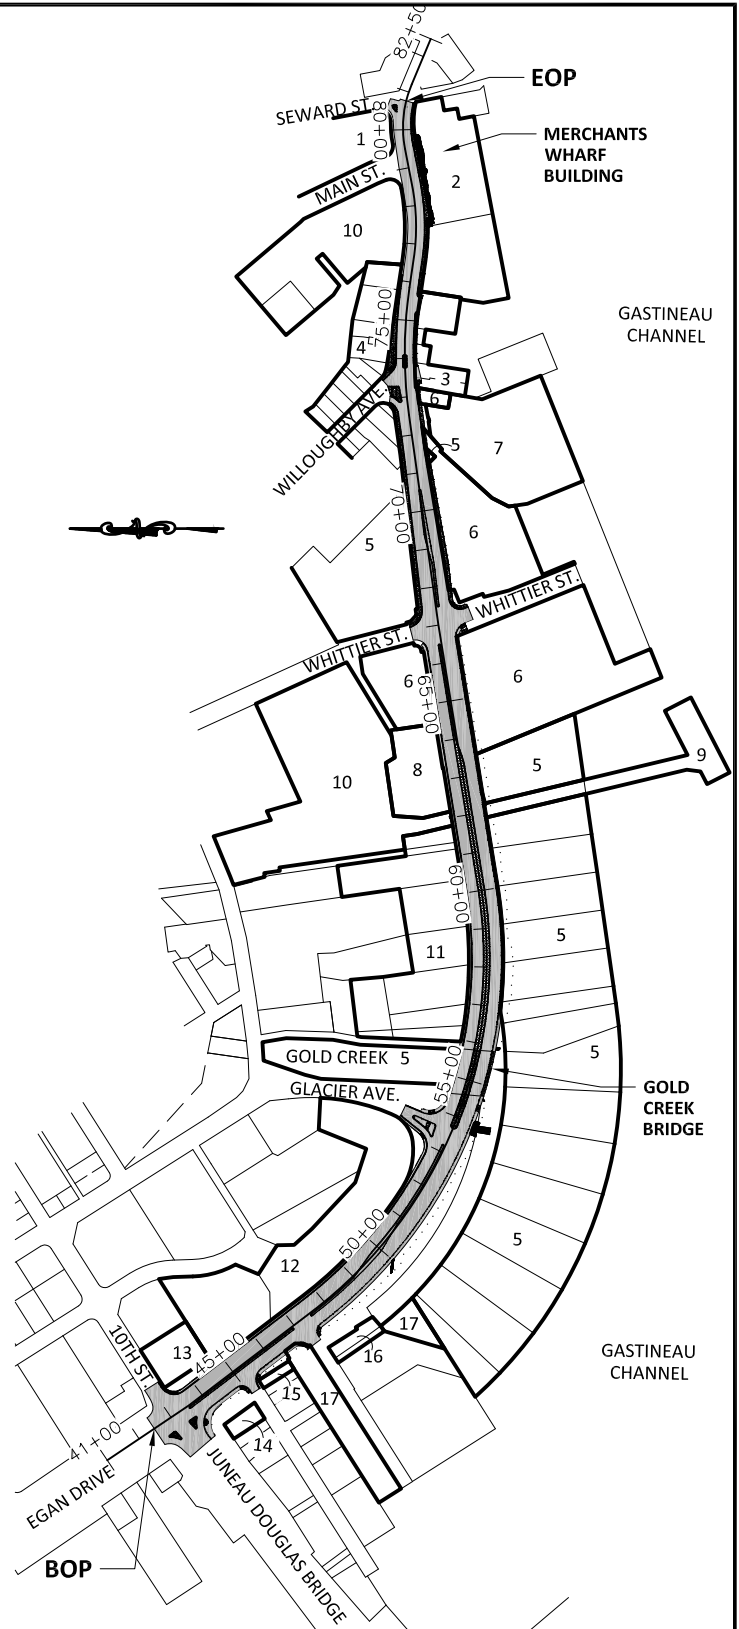 82+50
EOP
SEWARD ST.
80+00
1
MERCHANTS
WHARF
BUILDING
MAIN ST.
2
10
75+00
GASTINEAU
CHANNEL
4
3
6
WILLOUGHBY AVE.
5
7
70+00
5
6
WHITTIER ST.
WHITTIER ST.
6
65+00
6
9
8
5
10
60+00
5
11
5
GOLD CREEK 5
55+00
GLACIER AVE.
GOLD
CREEK
BRIDGE
50+00
5
12
17
10TH ST.
13
45+00
16
GASTINEAU
CHANNEL
15
17
41+00
14
EGAN DRIVE
JUNEAU DOUGLAS BRIDGE
BOP